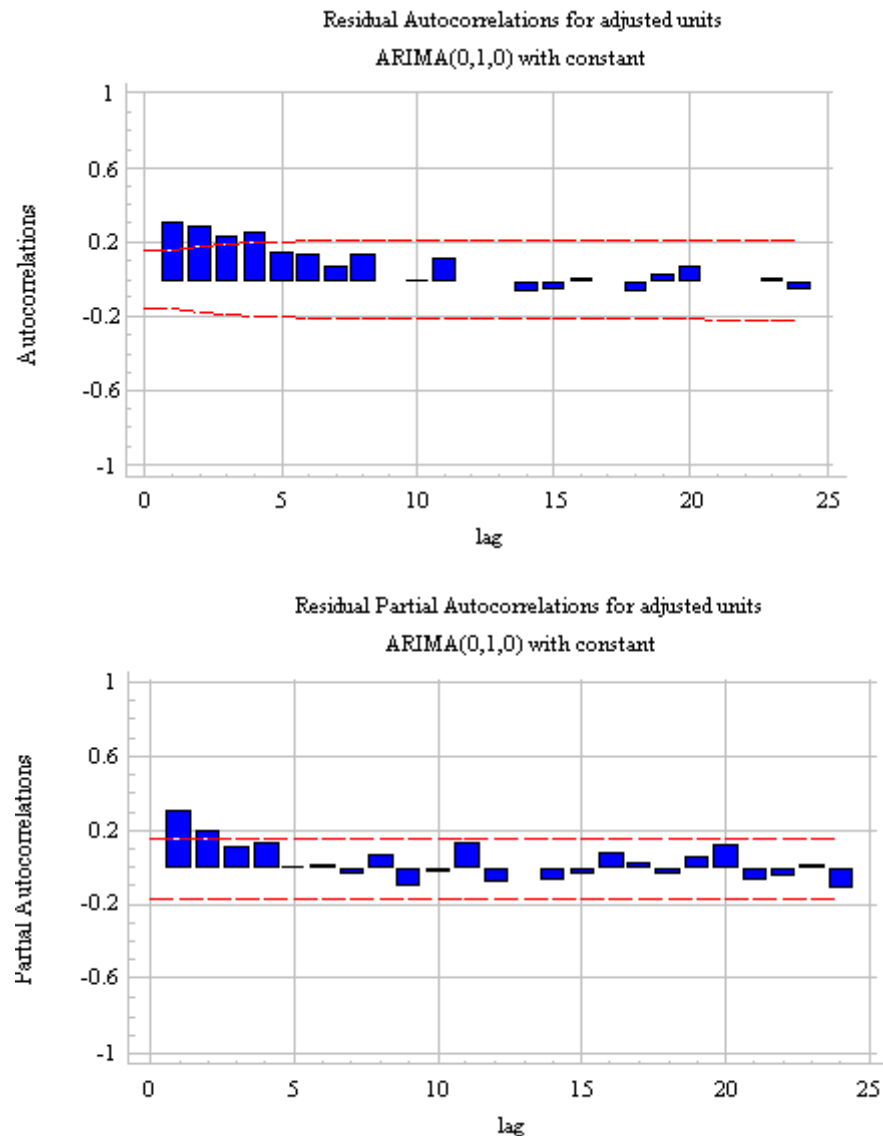 Residual Autocorrelations for adjusted units
ARIMA(0,1,0) with constant
1
0.6
0.2
-0.2
-0.6
-1
Autocorrelations
0 5 10 15 20 25
lag
Residual Partial Autocorrelations for adjusted units
ARIMA(0,1,0) with constant
1
0.6
0.2
-0.2
-0.6
-1
Partial Autocorrelations
0 5 10 15 20 25
lag